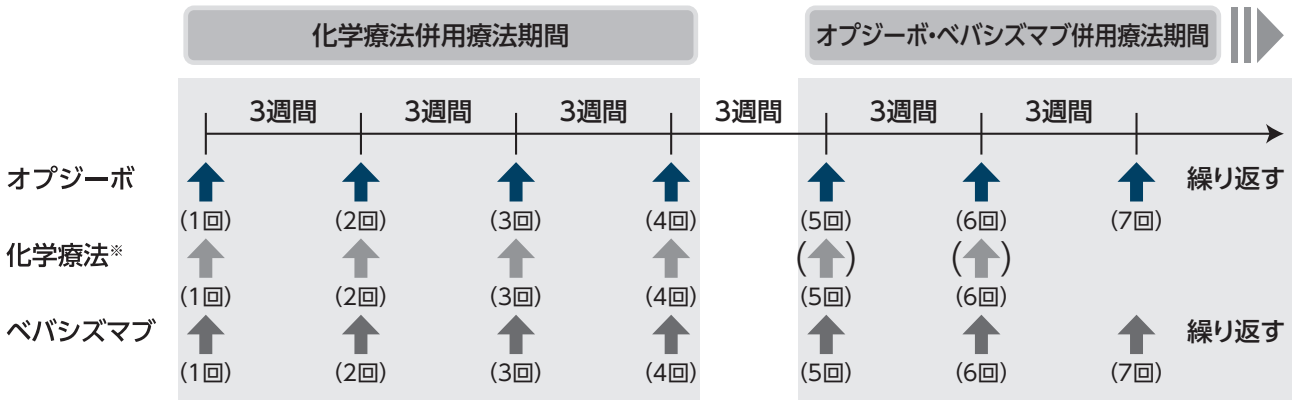 化学療法併用療法期間 オプジーボ・ベバシズマブ併用療法期間
3週間 3週間 3週間 3週間 3週間 3週間
オプジーボ 繰り返す
(1回) (2回) (3回) (4回) (5回) (6回) (7回)
化学療法※ ( ) ( )
(1回) (2回) (3回) (4回) (5回) (6回)
ベバシズマブ 繰り返す
(1回) (2回) (3回) (4回) (5回) (6回) (7回)